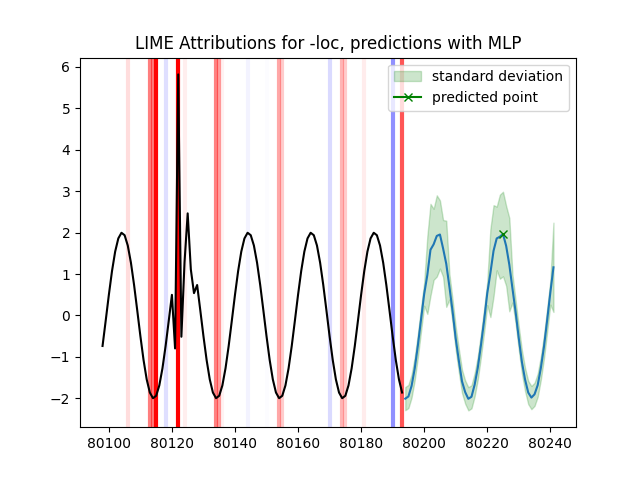 LIME Attributions for -loc, predictions with MLP
standard deviation
predicted point
6
5
4
3
2
1
0
−1
−2
80100 80120 80140 80160 80180 80200 80220 80240